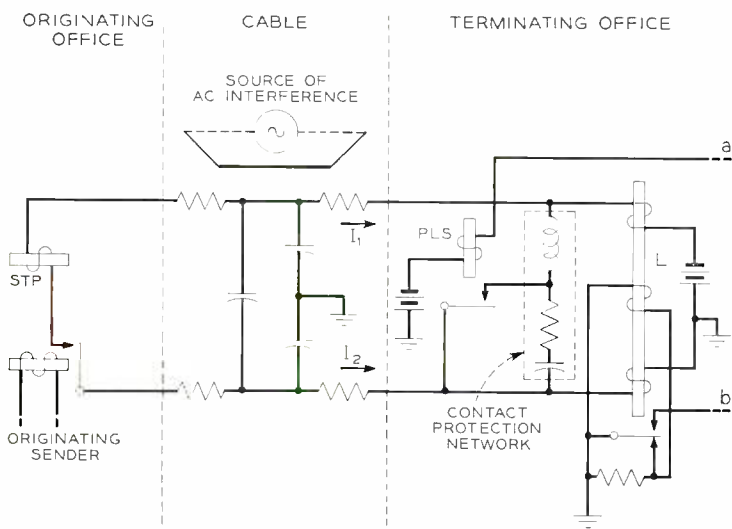 ORIGINATING
OFFICE
CABLE
TERMINATING OFFICE
SOURCE OF
AC INTERFERENCE
a
I₁
PLS
L
STP
I₂
b
ORIGINATING
SENDER
CONTACT
PROTECTION
NETWORK